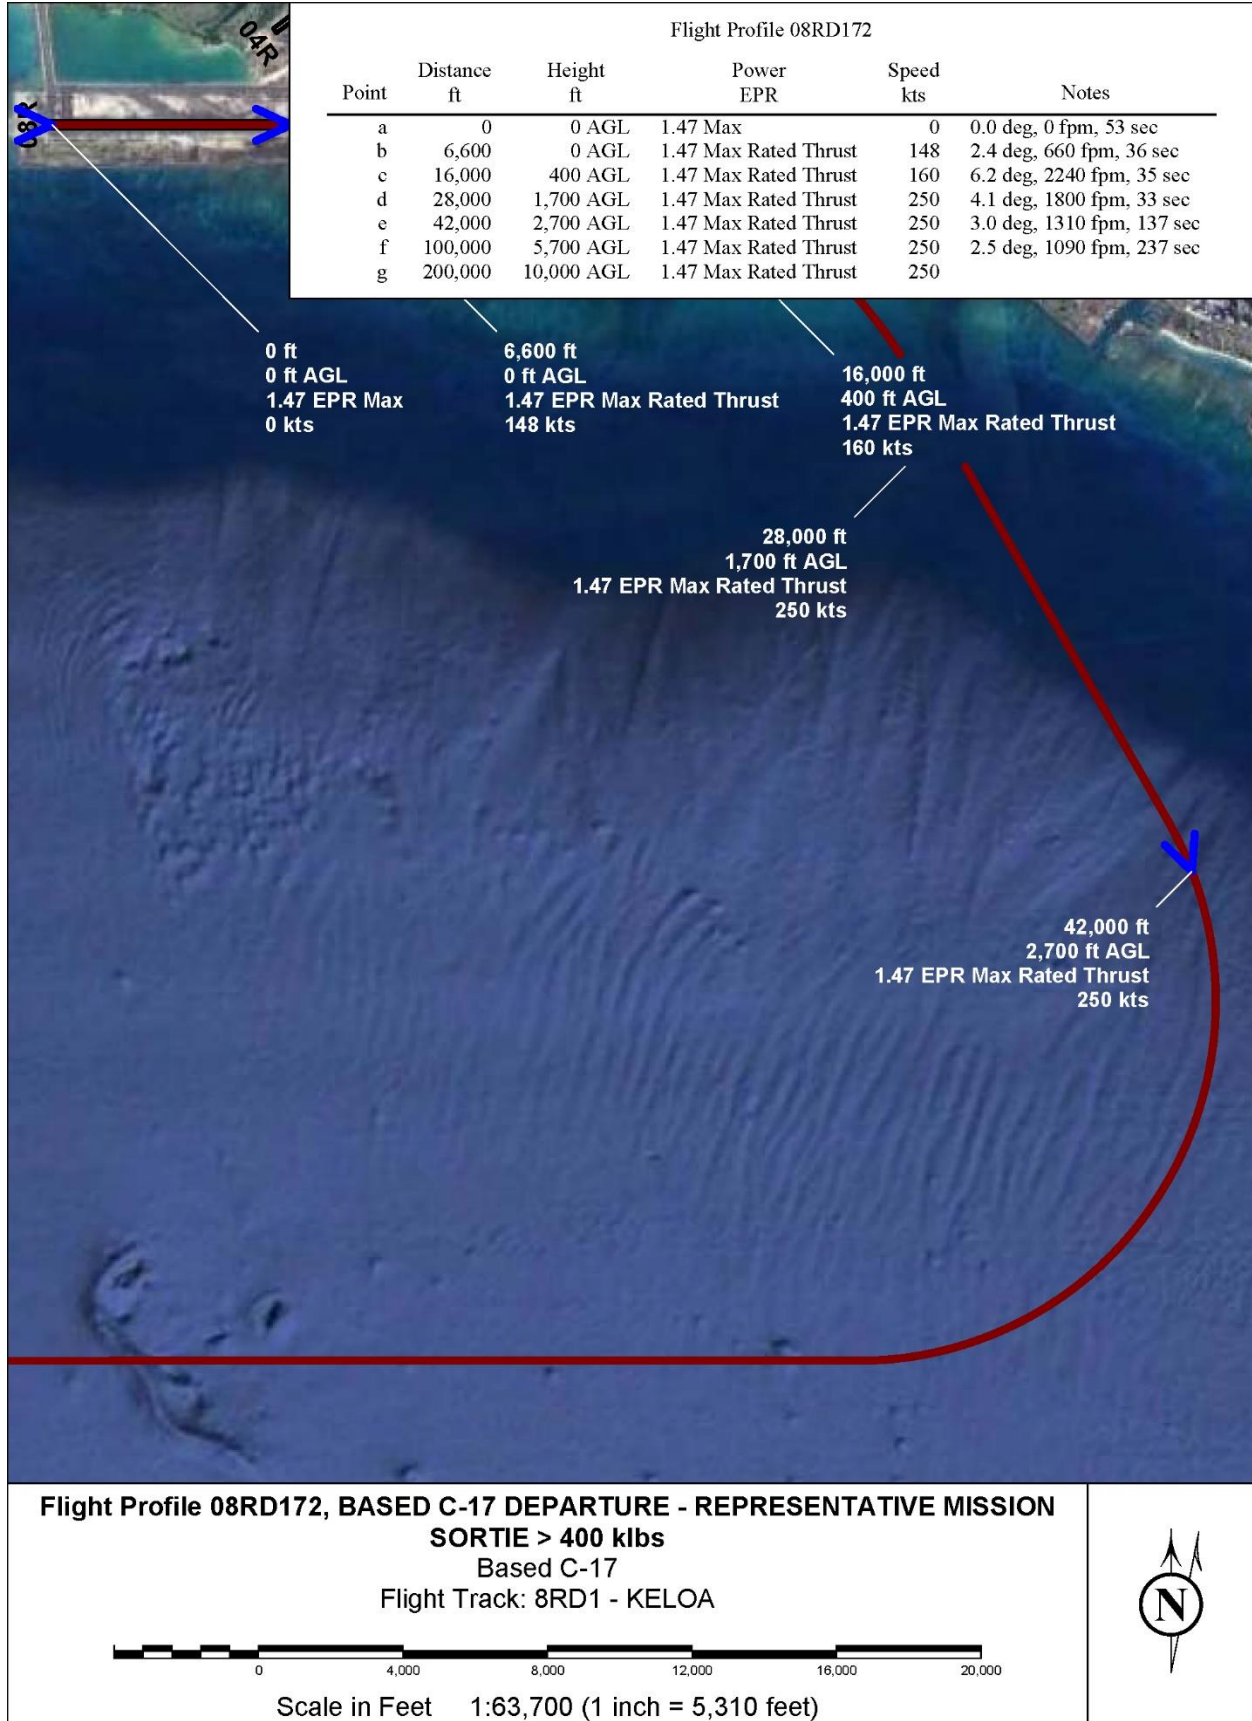 04R
08R
Flight Profile 08RD172
Point Distance ft Height ft Power EPR Speed kts Notes
a 0 0 AGL 1.47 Max 0 0.0 deg, 0 fpm, 53 sec
b 6,600 0 AGL 1.47 Max Rated Thrust 148 2.4 deg, 660 fpm, 36 sec
c 16,000 400 AGL 1.47 Max Rated Thrust 160 6.2 deg, 2240 fpm, 35 sec
d 28,000 1,700 AGL 1.47 Max Rated Thrust 250 4.1 deg, 1800 fpm, 33 sec
e 42,000 2,700 AGL 1.47 Max Rated Thrust 250 3.0 deg, 1310 fpm, 137 sec
f 100,000 5,700 AGL 1.47 Max Rated Thrust 250 2.5 deg, 1090 fpm, 237 sec
g 200,000 10,000 AGL 1.47 Max Rated Thrust 250
0 ft
0 ft AGL
1.47 EPR Max
0 kts
6,600 ft
0 ft AGL
1.47 EPR Max Rated Thrust
148 kts
16,000 ft
400 ft AGL
1.47 EPR Max Rated Thrust
160 kts
28,000 ft
1,700 ft AGL
1.47 EPR Max Rated Thrust
250 kts
42,000 ft
2,700 ft AGL
1.47 EPR Max Rated Thrust
250 kts
Flight Profile 08RD172, BASED C-17 DEPARTURE - REPRESENTATIVE MISSION
SORTIE > 400 klbs
Based C-17
Flight Track: 8RD1 - KELOA
0 4,000 8,000 12,000 16,000 20,000
Scale in Feet 1:63,700 (1 inch = 5,310 feet)
N